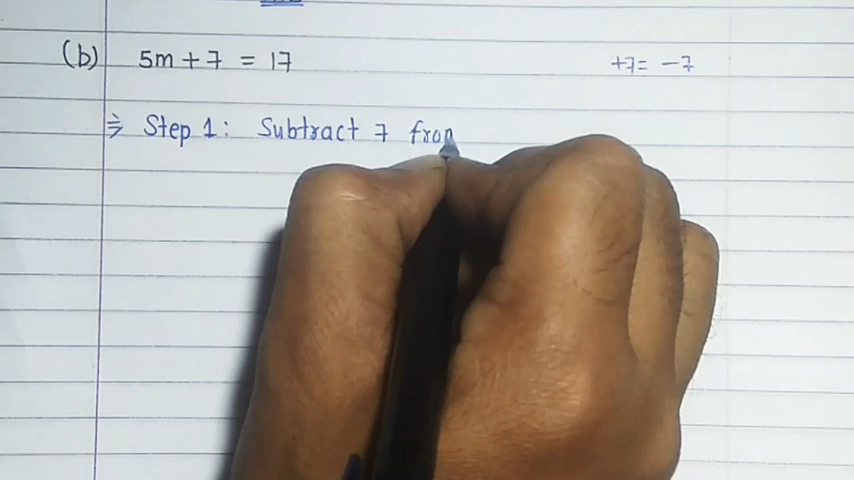 (b) 5m + 7 = 17 +7= -7
⇒ Step 1: Subtract 7 from